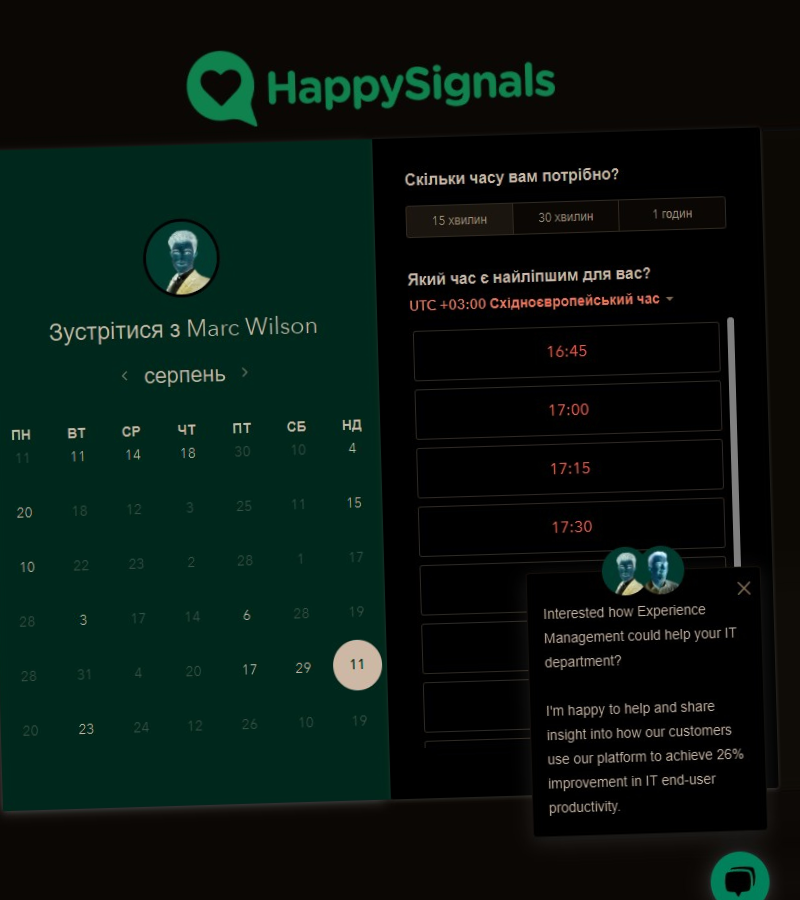 HappySignals
Зустрітися з Marc Wilson
серпень
ПН ВТ СР ЧТ ПТ СБ НД
11 11 14 18 30 10 4
20 18 12 3 25 11 15
10 22 23 2 28 1 17
28 3 17 14 6 28 19
28 31 4 20 17 29 11
20 23 24 12 26 10 19
Скільки часу вам потрібно?
15 хвилин 30 хвилин 1 годин
Який час є найліпшим для вас?
UTC +03:00 Східноєвропейський час
16:45
17:00
17:15
17:30
Interested how Experience
Management could help your IT
department?
I'm happy to help and share
insight into how our customers
use our platform to achieve 26%
improvement in IT end-user
productivity.